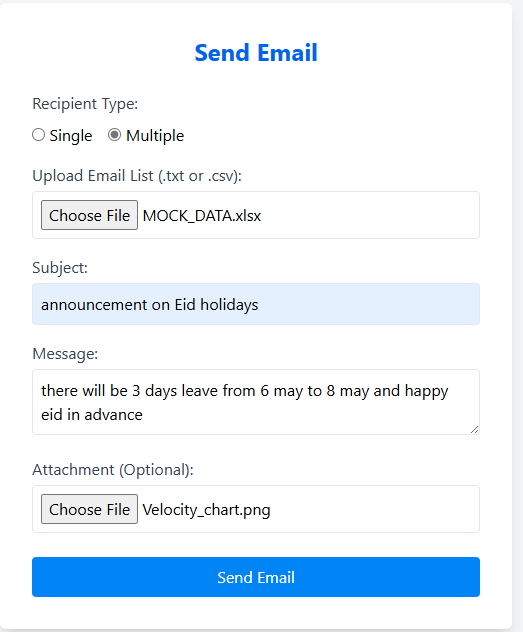 Send Email
Recipient Type:
Single Multiple
Upload Email List (.txt or .csv):
Choose File MOCK_DATA.xlsx
Subject:
announcement on Eid holidays
Message:
there will be 3 days leave from 6 may to 8 may and happy
eid in advance
Attachment (Optional):
Choose File Velocity_chart.png
Send Email